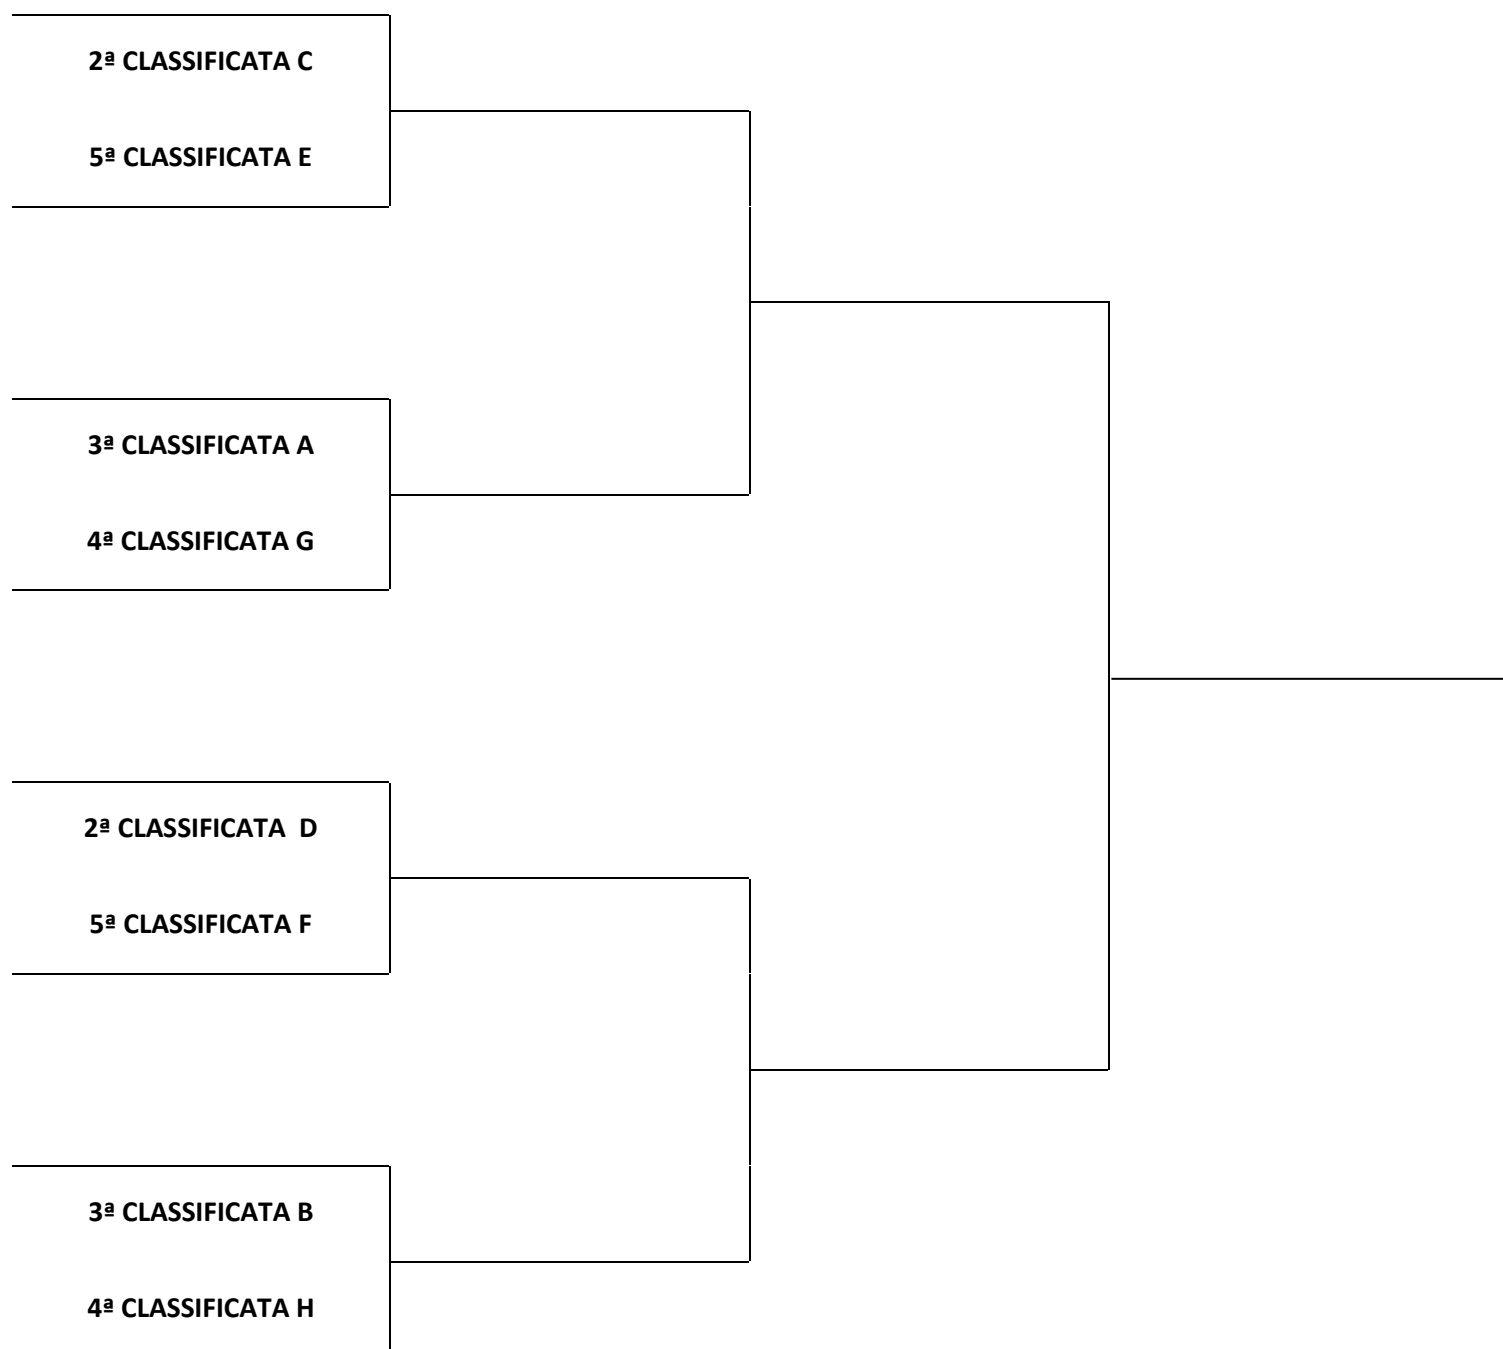 2ª CLASSIFICATA C
5ª CLASSIFICATA E
3ª CLASSIFICATA A
4ª CLASSIFICATA G
2ª CLASSIFICATA  D
5ª CLASSIFICATA F
3ª CLASSIFICATA B
4ª CLASSIFICATA H